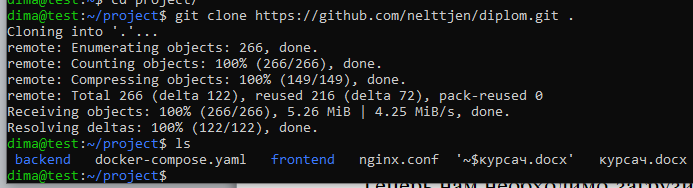 dima@test:~/project$ git clone https://github.com/nelttjen/diplom.git .
Cloning into '.'...
remote: Enumerating objects: 266, done.
remote: Counting objects: 100% (266/266), done.
remote: Compressing objects: 100% (149/149), done.
remote: Total 266 (delta 122), reused 216 (delta 72), pack-reused 0
Receiving objects: 100% (266/266), 5.26 MiB | 4.25 MiB/s, done.
Resolving deltas: 100% (122/122), done.
dima@test:~/project$ ls
backend docker-compose.yaml frontend nginx.conf '~$курсач.docx' курсач.docx
dima@test:~/project$